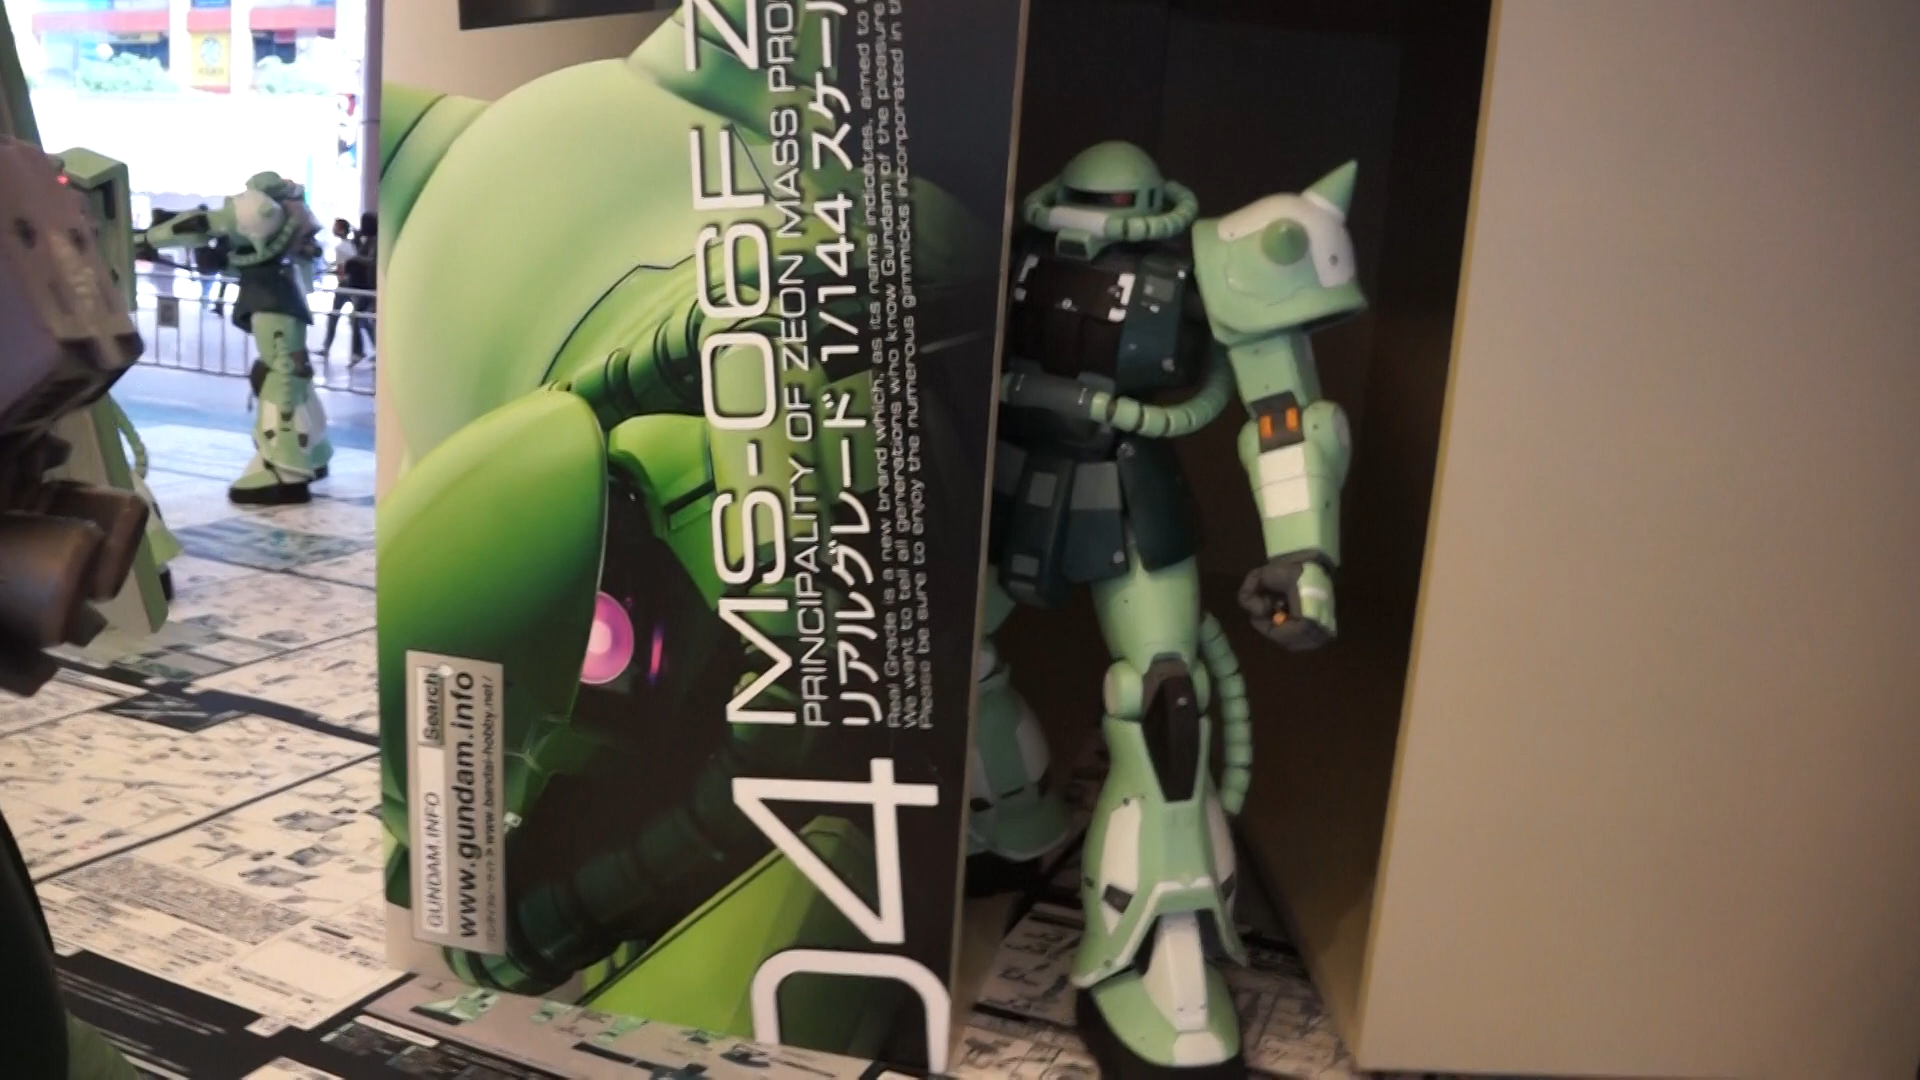 04
MS-06F Z
PRINCIPALITY OF ZEON MASS PRO
リアルグレード 1/144 スケール
Real Grade is a new brand which, as its name indicates, aimed to
We want to tell all generations who know Gundam of the pleasure
Please be sure to enjoy the numerous gimmicks incorporated in
GUNDAM.INFO Search
www.gundam.info
www.bandai-hobby.net/